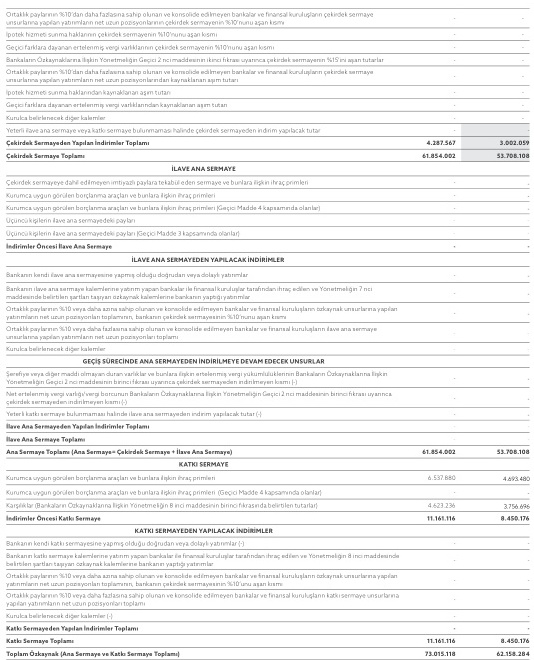 Ortaklık paylarının %10'dan daha fazlasına sahip olunan ve konsolide edilmeyen bankalar ve finansal kuruluşların çekirdek sermaye
unsurlarına yapılan yatırımların net uzun pozisyonlarının çekirdek sermayenin %10'nunu aşan kısmı - -
İpotek hizmeti sunma haklarının çekirdek sermayenin %10'nunu aşan kısmı - -
Geçici farklara dayanan ertelenmiş vergi varlıklarının çekirdek sermayenin %10'nunu aşan kısmı - -
Bankaların Özkaynaklarına İlişkin Yönetmeliğin Geçici 2 nci maddesinin ikinci fıkrası uyarınca çekirdek sermayenin %15'ini aşan tutarlar - -
Ortaklık paylarının %10'undan daha fazlasına sahip olunan ve konsolide edilmeyen bankalar ve finansal kuruluşların çekirdek sermaye
unsurlarına yapılan yatırımların net uzun pozisyonlarından kaynaklanan aşım tutarı - -
İpotek hizmeti sunma haklarından kaynaklanan aşım tutarı - -
Geçici farklara dayanan ertelenmiş vergi varlıklarından kaynaklanan aşım tutarı - -
Kurulca belirlenecek diğer kalemler - -
Yeterli ilave ana sermaye veya katkı sermaye bulunmaması halinde çekirdek sermayeden indirim yapılacak tutar - -
Çekirdek Sermayeden Yapılan İndirimler Toplamı 4.287.567 3.002.059
Çekirdek Sermaye Toplamı 61.854.002 53.708.108
İLAVE ANA SERMAYE
Çekirdek sermayeye dahil edilmeyen imtiyazlı paylara tekabül eden sermaye ve bunlara ilişkin ihraç primleri - -
Kurumca uygun görülen borçlanma araçları ve bunlara ilişkin ihraç primleri - -
Kurumca uygun görülen borçlanma araçları ve bunlara ilişkin ihraç primleri (Geçici Madde 4 kapsamında olanlar) - -
Üçüncü kişilerin ilave ana sermayedeki payları - -
Üçüncü kişilerin ilave ana sermayedeki payları (Geçici Madde 3 kapsamında olanlar) - -
İndirimler Öncesi İlave Ana Sermaye - -
İLAVE ANA SERMAYEDEN YAPILACAK İNDİRİMLER
Bankanın kendi ilave ana sermayesine yapmış olduğu doğrudan veya dolaylı yatırımlar - -
Bankanın ilave ana sermaye kalemlerine yatırım yapan bankalar ile finansal kuruluşlar tarafından ihraç edilen ve Yönetmeliğin 7 nci
maddesinde belirtilen şartları taşıyan özkaynak kalemlerine bankanın yaptığı yatırımlar - -
Ortaklık paylarının %10 veya daha azına sahip olunan ve konsolide edilmeyen bankalar ve finansal kuruluşların özkaynak unsurlarına yapılan
yatırımların net uzun pozisyonları toplamının, bankanın çekirdek sermayesinin %10'nunu aşan kısmı - -
Ortaklık paylarının %10 veya daha fazlasına sahip olunan ve konsolide edilmeyen bankalar ve finansal kuruluşların ilave ana sermaye
unsurlarına yapılan yatırımların net uzun pozisyonları toplamı - -
Kurulca belirlenecek diğer kalemler - -
GEÇİŞ SÜRECİNDE ANA SERMAYEDEN İNDİRİLMEYE DEVAM EDECEK UNSURLAR
Şerefiye veya diğer maddi olmayan duran varlıklar ve bunlara ilişkin ertelenmiş vergi yükümlülüklerinin Bankaların Özkaynaklarına İlişkin
Yönetmeliğin Geçici 2 nci maddesinin birinci fıkrası uyarınca çekirdek sermayeden indirilmeyen kısmı (-) - -
Net ertelenmiş vergi varlığı/vergi borcunun Bankaların Özkaynaklarına İlişkin Yönetmeliğin Geçici 2 nci maddesinin birinci fıkrası uyarınca
çekirdek sermayeden indirilmeyen kısmı (-) - -
Yeterli katkı sermaye bulunmaması halinde ilave ana sermayeden indirim yapılacak tutar (-) - -
İlave Ana Sermayeden Yapılan İndirimler Toplamı - -
İlave Ana Sermaye Toplamı - -
Ana Sermaye Toplamı (Ana Sermaye= Çekirdek Sermaye + İlave Ana Sermaye) 61.854.002 53.708.108
KATKI SERMAYE
Kurumca uygun görülen borçlanma araçları ve bunlara ilişkin ihraç primleri 6.537.880 4.693.480
Kurumca uygun görülen borçlanma araçları ve bunlara ilişkin ihraç primleri (Geçici Madde 4 kapsamında olanlar) - -
Karşılıklar (Bankaların Özkaynaklarına İlişkin Yönetmeliğin 8 inci maddesinin birinci fıkrasında belirtilen tutarlar) 4.623.236 3.756.696
İndirimler Öncesi Katkı Sermaye 11.161.116 8.450.176
KATKI SERMAYEDEN YAPILACAK İNDİRİMLER
Bankanın kendi katkı sermayesine yapmış olduğu doğrudan veya dolaylı yatırımlar (-) - -
Bankanın katkı sermaye kalemlerine yatırım yapan bankalar ile finansal kuruluşlar tarafından ihraç edilen ve Yönetmeliğin 8 inci maddesinde
belirtilen şartları taşıyan özkaynak kalemlerine bankanın yaptığı yatırımlar - -
Ortaklık paylarının %10 veya daha azına sahip olunan ve konsolide edilmeyen bankalar ve finansal kuruluşların özkaynak unsurlarına yapılan
yatırımların net uzun pozisyonları toplamının, bankanın çekirdek sermayesinin %10'nunu aşan kısmı - -
Ortaklık paylarının %10 veya daha fazlasına sahip olunan ve konsolide edilmeyen bankalar ve finansal kuruluşların katkı sermaye unsurlarına
yapılan yatırımların net uzun pozisyonları toplamı - -
Kurulca belirlenecek diğer kalemler (-) - -
Katkı Sermayeden Yapılan İndirimler Toplamı - -
Katkı Sermaye Toplamı 11.161.116 8.450.176
Toplam Özkaynak (Ana Sermaye ve Katkı Sermaye Toplamı) 73.015.118 62.158.284